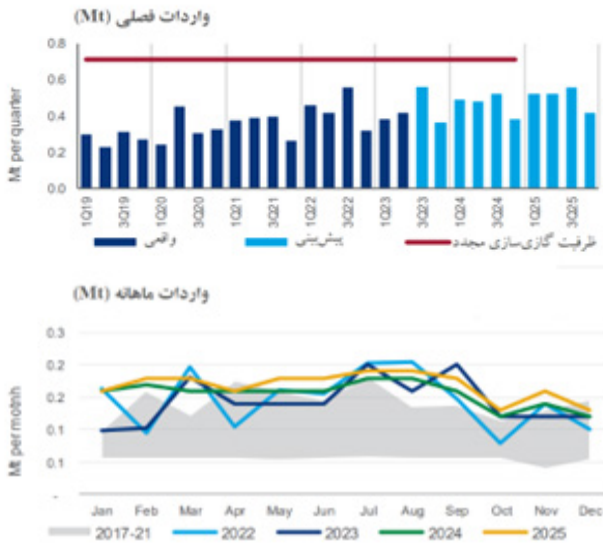 واردات فصلی (Mt)
Mt per quarter
0.8
0.6
0.4
0.2
0.0
1Q19
3Q19
1Q20
3Q20
1Q21
3Q21
1Q22
3Q22
1Q23
3Q23
1Q24
3Q24
1Q25
3Q25
واقعی
پیش‌بینی
ظرفیت گازی‌سازی مجدد
واردات ماهانه (Mt)
Mt per motnh
0.3
0.2
0.2
0.1
0.1
-
Jan Feb Mar Apr May Jun Jul Aug Sep Oct Nov Dec
2017-21 2022 2023 2024 2025